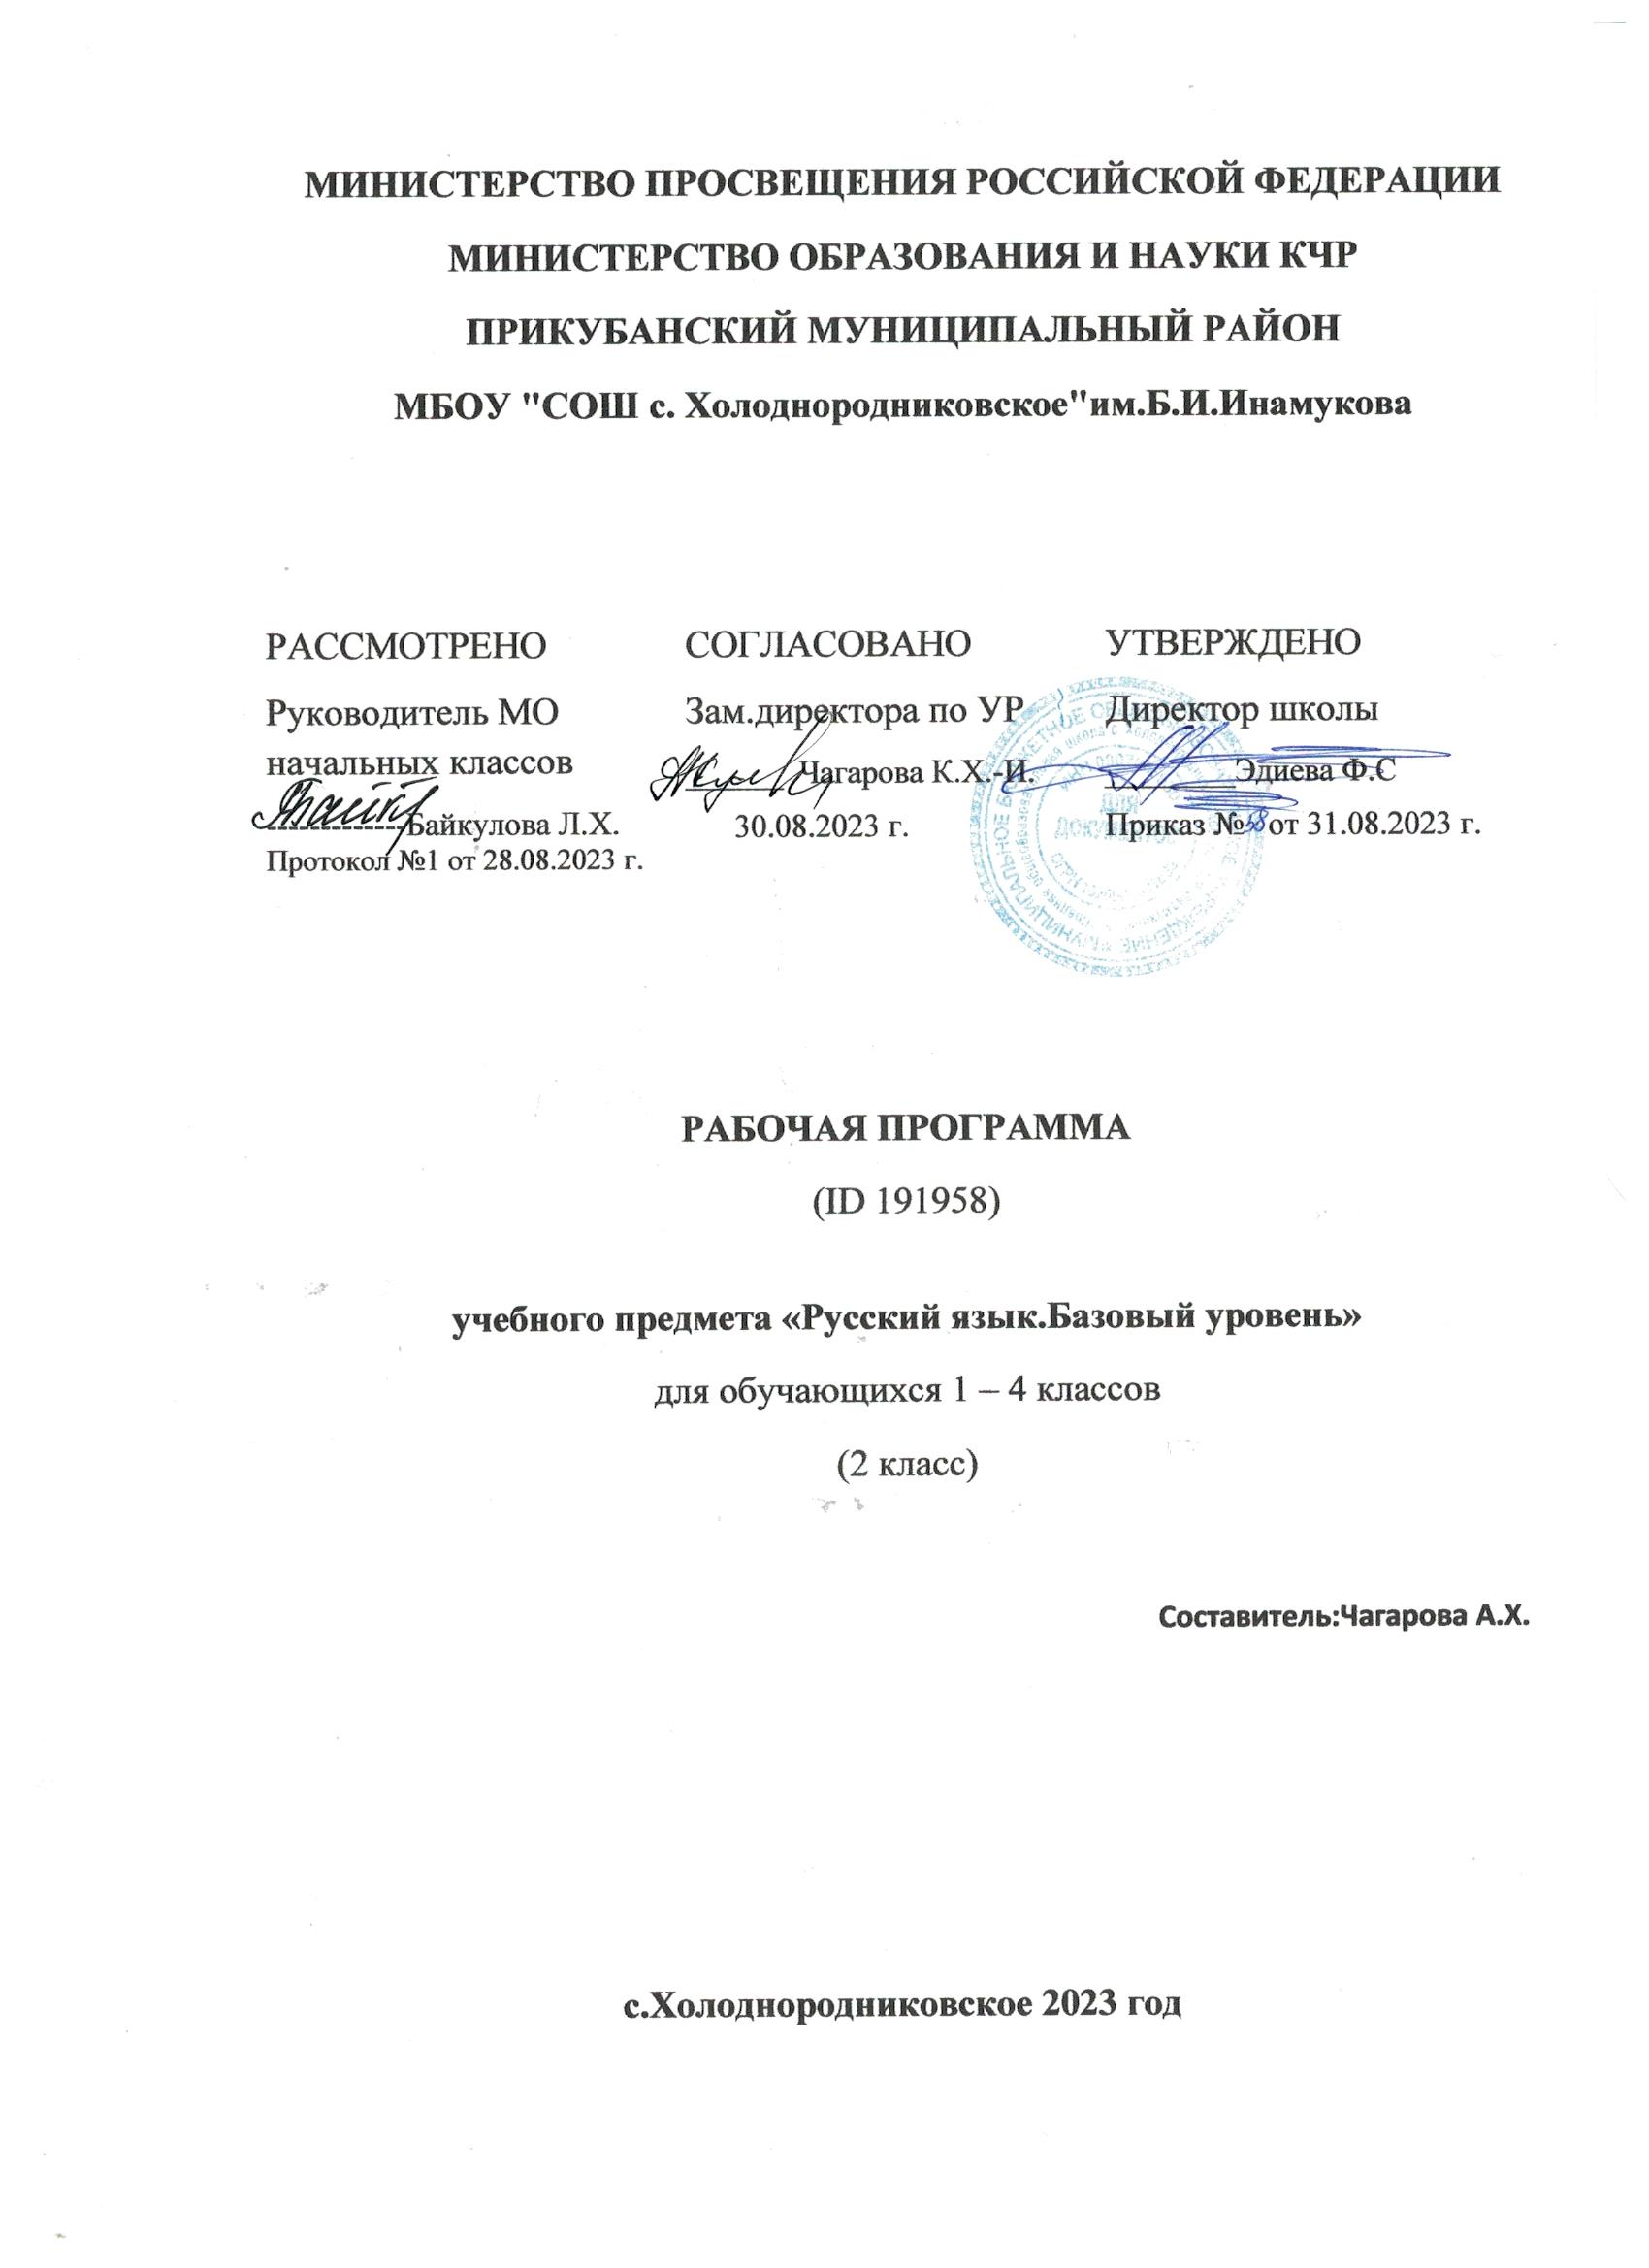 МИНИСТЕРСТВО ПРОСВЕЩЕНИЯ РОССИЙСКОЙ ФЕДЕРАЦИИ
МИНИСТЕРСТВО ОБРАЗОВАНИЯ И НАУКИ КЧР
ПРИКУБАНСКИЙ МУНИЦИПАЛЬНЫЙ РАЙОН
МБОУ "СОШ с. Холоднородниковское"им.Б.И.Инамукова
РАССМОТРЕНО
Руководитель МО
начальных классов
Байкулова Л.Х.
Протокол №1 от 28.08.2023 г.
СОГЛАСОВАНО
Зам.директора по УР
Чагарова К.Х.-И.
30.08.2023 г.
УТВЕРЖДЕНО
Директор школы
Эдиева Ф.С
Приказ №58 от 31.08.2023 г.
ДЛЯ
ДОКУМЕНТОВ
РАБОЧАЯ ПРОГРАММА
(ID 191958)
учебного предмета «Русский язык.Базовый уровень»
для обучающихся 1 – 4 классов
(2 класс)
Составитель:Чагарова А.Х.
с.Холоднородниковское 2023 год